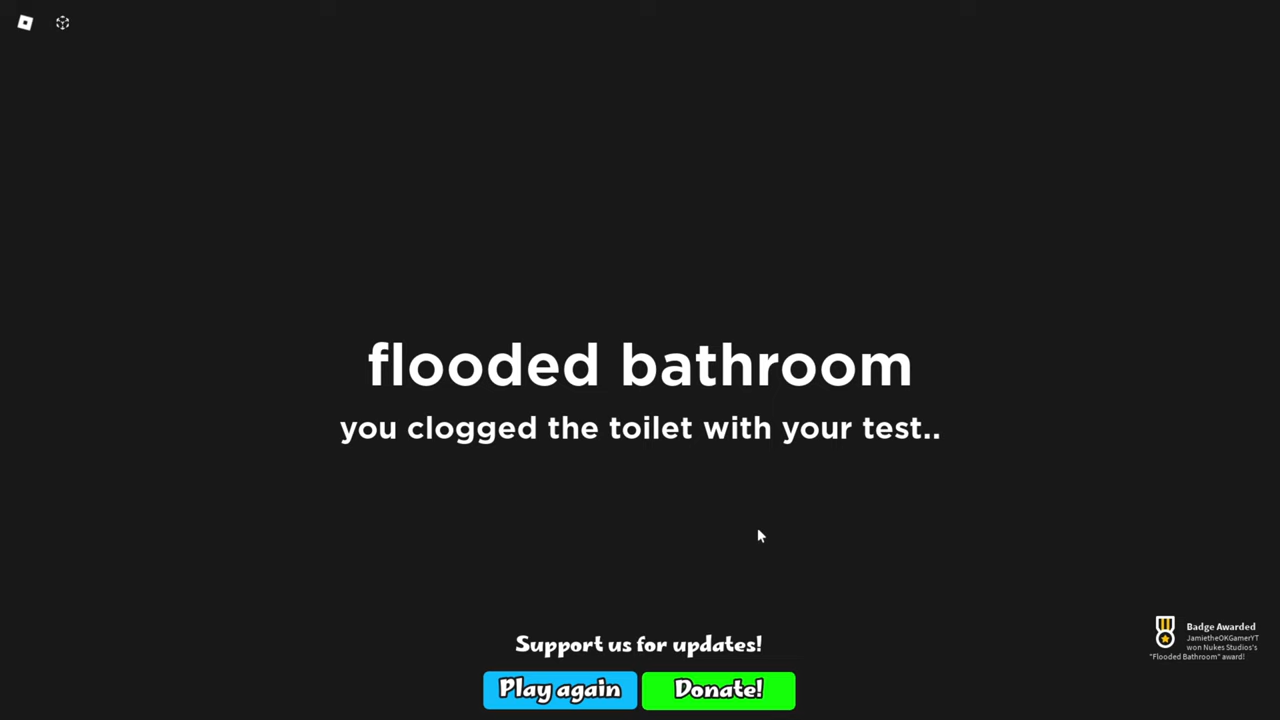 flooded bathroom
you clogged the toilet with your test..
Support us for updates!
Play again
Donate!
Badge Awarded
JamietheOKGamerYT
won Nukes Studios's
"Flooded Bathroom" award!